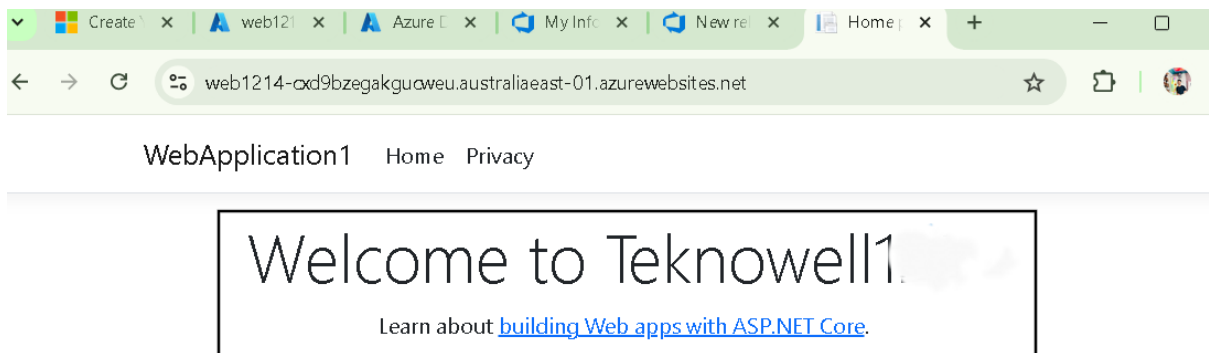 Create
web121
Azure D
My Info
New rel
Home p
web1214-cxd9bzegakgucweu.australiaeast-01.azurewebsites.net
WebApplication1 Home Privacy
Welcome to Teknowell1
Learn about building Web apps with ASP.NET Core.